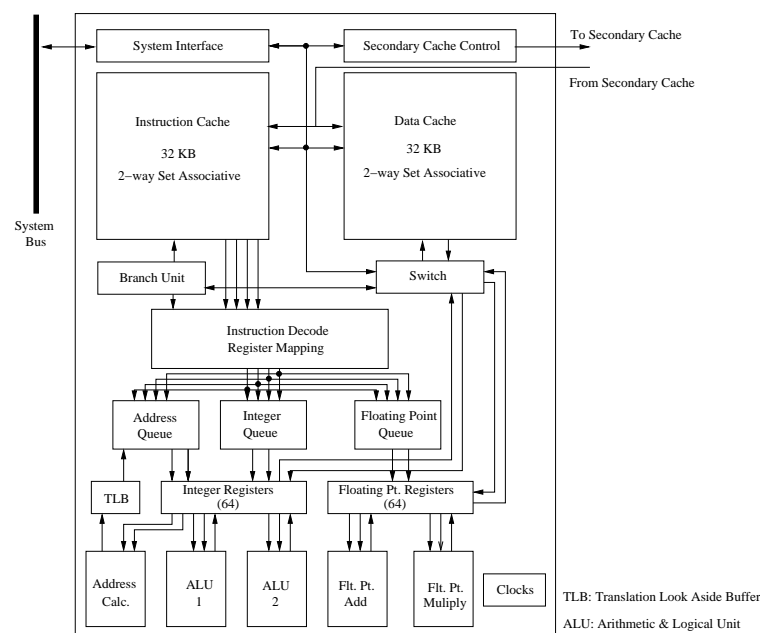 System Interface
Secondary Cache Control
To Secondary Cache
From Secondary Cache
Instruction Cache
32 KB
2-way Set Associative
Data Cache
32 KB
2-way Set Associative
System
Bus
Branch Unit
Switch
Instruction Decode
Register Mapping
Address
Queue
Integer
Queue
Floating Point
Queue
TLB
Integer Registers
(64)
Floating Pt. Registers
(64)
Address
Calc.
ALU
1
ALU
2
Flt. Pt.
Add
Flt. Pt.
Muliply
Clocks
TLB: Translation Look Aside Buffer
ALU: Arithmetic & Logical Unit